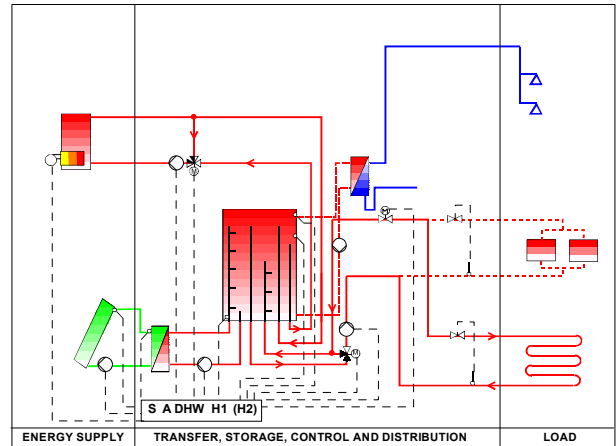 M
M
M
M
S A DHW H1 (H2)
ENERGY SUPPLY
TRANSFER, STORAGE, CONTROL AND DISTRIBUTION
LOAD